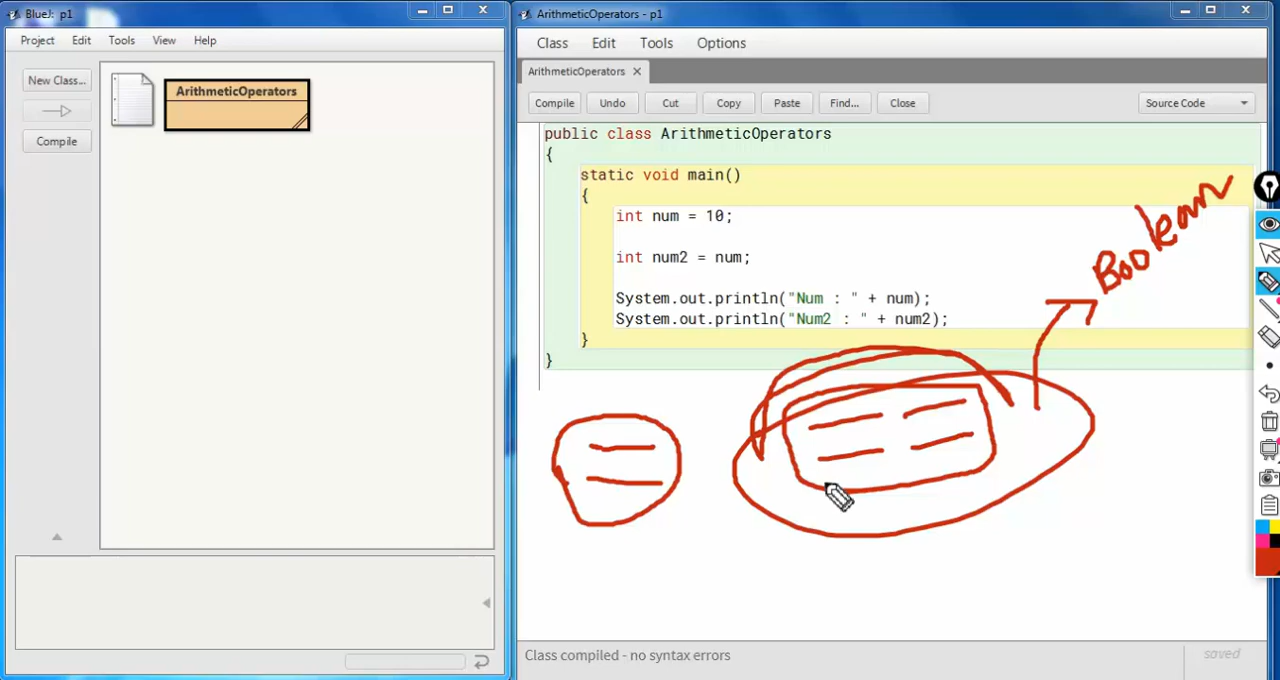 BlueJ: p1
Project Edit Tools View Help
New Class...
Compile
ArithmeticOperators
ArithmeticOperators - p1
Class Edit Tools Options
ArithmeticOperators
Compile Undo Cut Copy Paste Find... Close Source Code
public class ArithmeticOperators
{
static void main()
{
int num = 10;
int num2 = num;
System.out.println("Num : " + num);
System.out.println("Num2 : " + num2);
}
}
Boolean
Class compiled - no syntax errors
saved